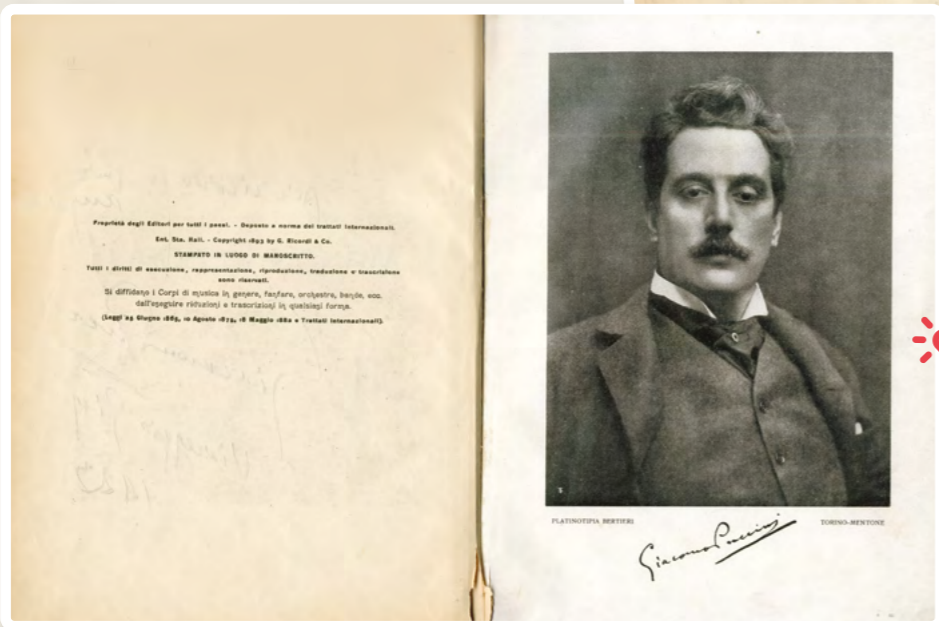 Proprietà degli Editori per tutti i paesi. - Deposto a norma dei trattati internazionali.
Ent. Sta. Hall. - Copyright 1893 by G. Ricordi & Co.
STAMPATO IN LUOGO DI MANOSCRITTO.
Tutti i diritti di esecuzione, rappresentazione, riproduzione, traduzione e trascrizione
sono riservati.
Si diffidano i Corpi di musica in genere, fanfare, orchestre, bande, ecc.
dall'eseguire riduzioni e trascrizioni in qualsiasi forma.
(Leggi 25 Giugno 1865, 10 Agosto 1875, 18 Maggio 1882 e Trattati Internazionali).
PLATINOTIPIA BERTIERI
TORINO-MENTONE
Giacomo Puccini